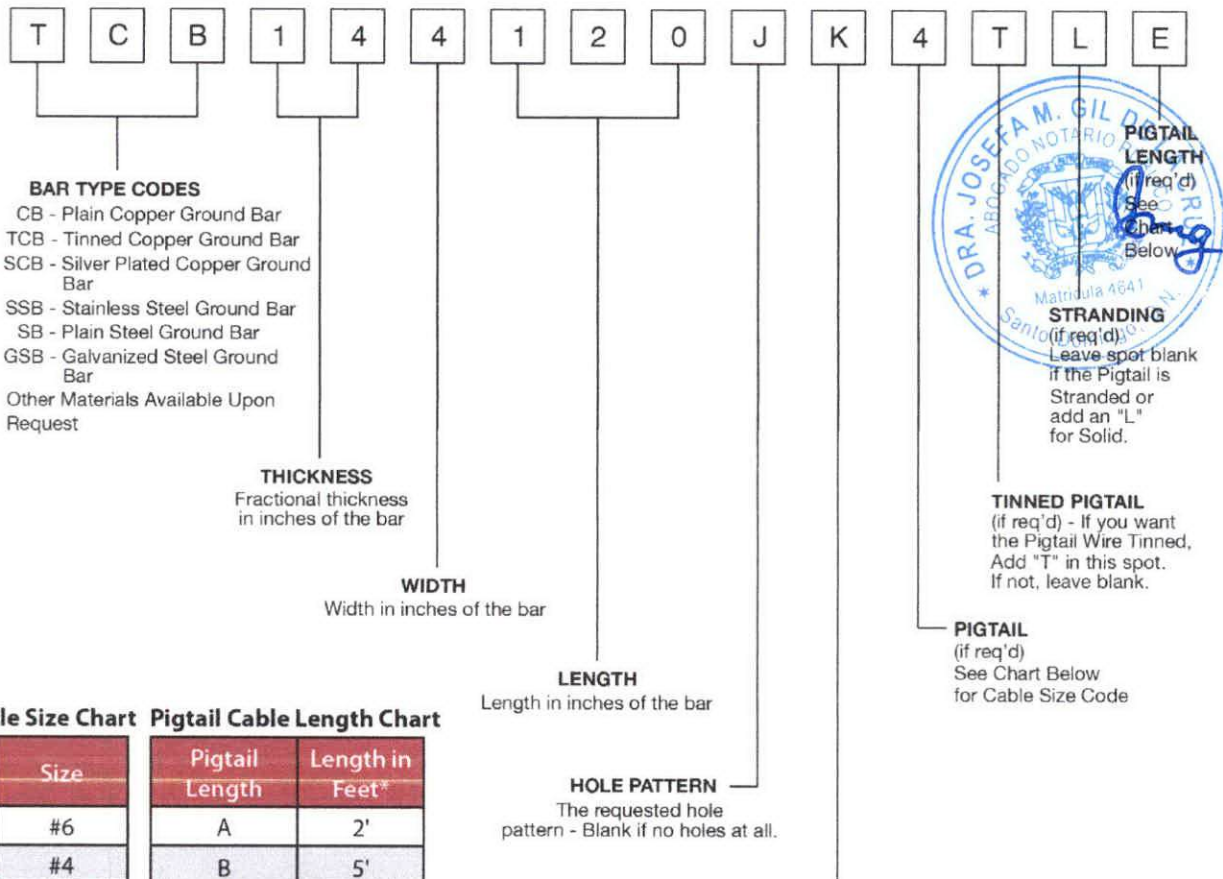 T C B 1 4 4 1 2 0 J K 4 T L E
BAR TYPE CODES
CB - Plain Copper Ground Bar
TCB - Tinned Copper Ground Bar
SCB - Silver Plated Copper Ground
Bar
SSB - Stainless Steel Ground Bar
SB - Plain Steel Ground Bar
GSB - Galvanized Steel Ground
Bar
Other Materials Available Upon
Request
THICKNESS
Fractional thickness
in inches of the bar
WIDTH
Width in inches of the bar
LENGTH
Length in inches of the bar
HOLE PATTERN
The requested hole
pattern - Blank if no holes at all.
PIGTAIL
(if req'd)
See Chart Below
for Cable Size Code
TINNED PIGTAIL
(if req'd) - If you want
the Pigtail Wire Tinned,
Add "T" in this spot.
If not, leave blank.
STRANDING
(if req'd)
Leave spot blank
if the Pigtail is
Stranded or
add an "L"
for Solid.
PIGTAIL
LENGTH
(if req'd)
See
Chart
Below
DRA. JOSEFA M. GIL DE LA CRUZ
ABOGADO NOTARIO PUBLICO
Matricula 4641
Santo Domingo, D.N.
le Size Chart
Size
#6
#4
Pigtail Cable Length Chart
Pigtail Length in
Length Feet*
A 2'
B 5'